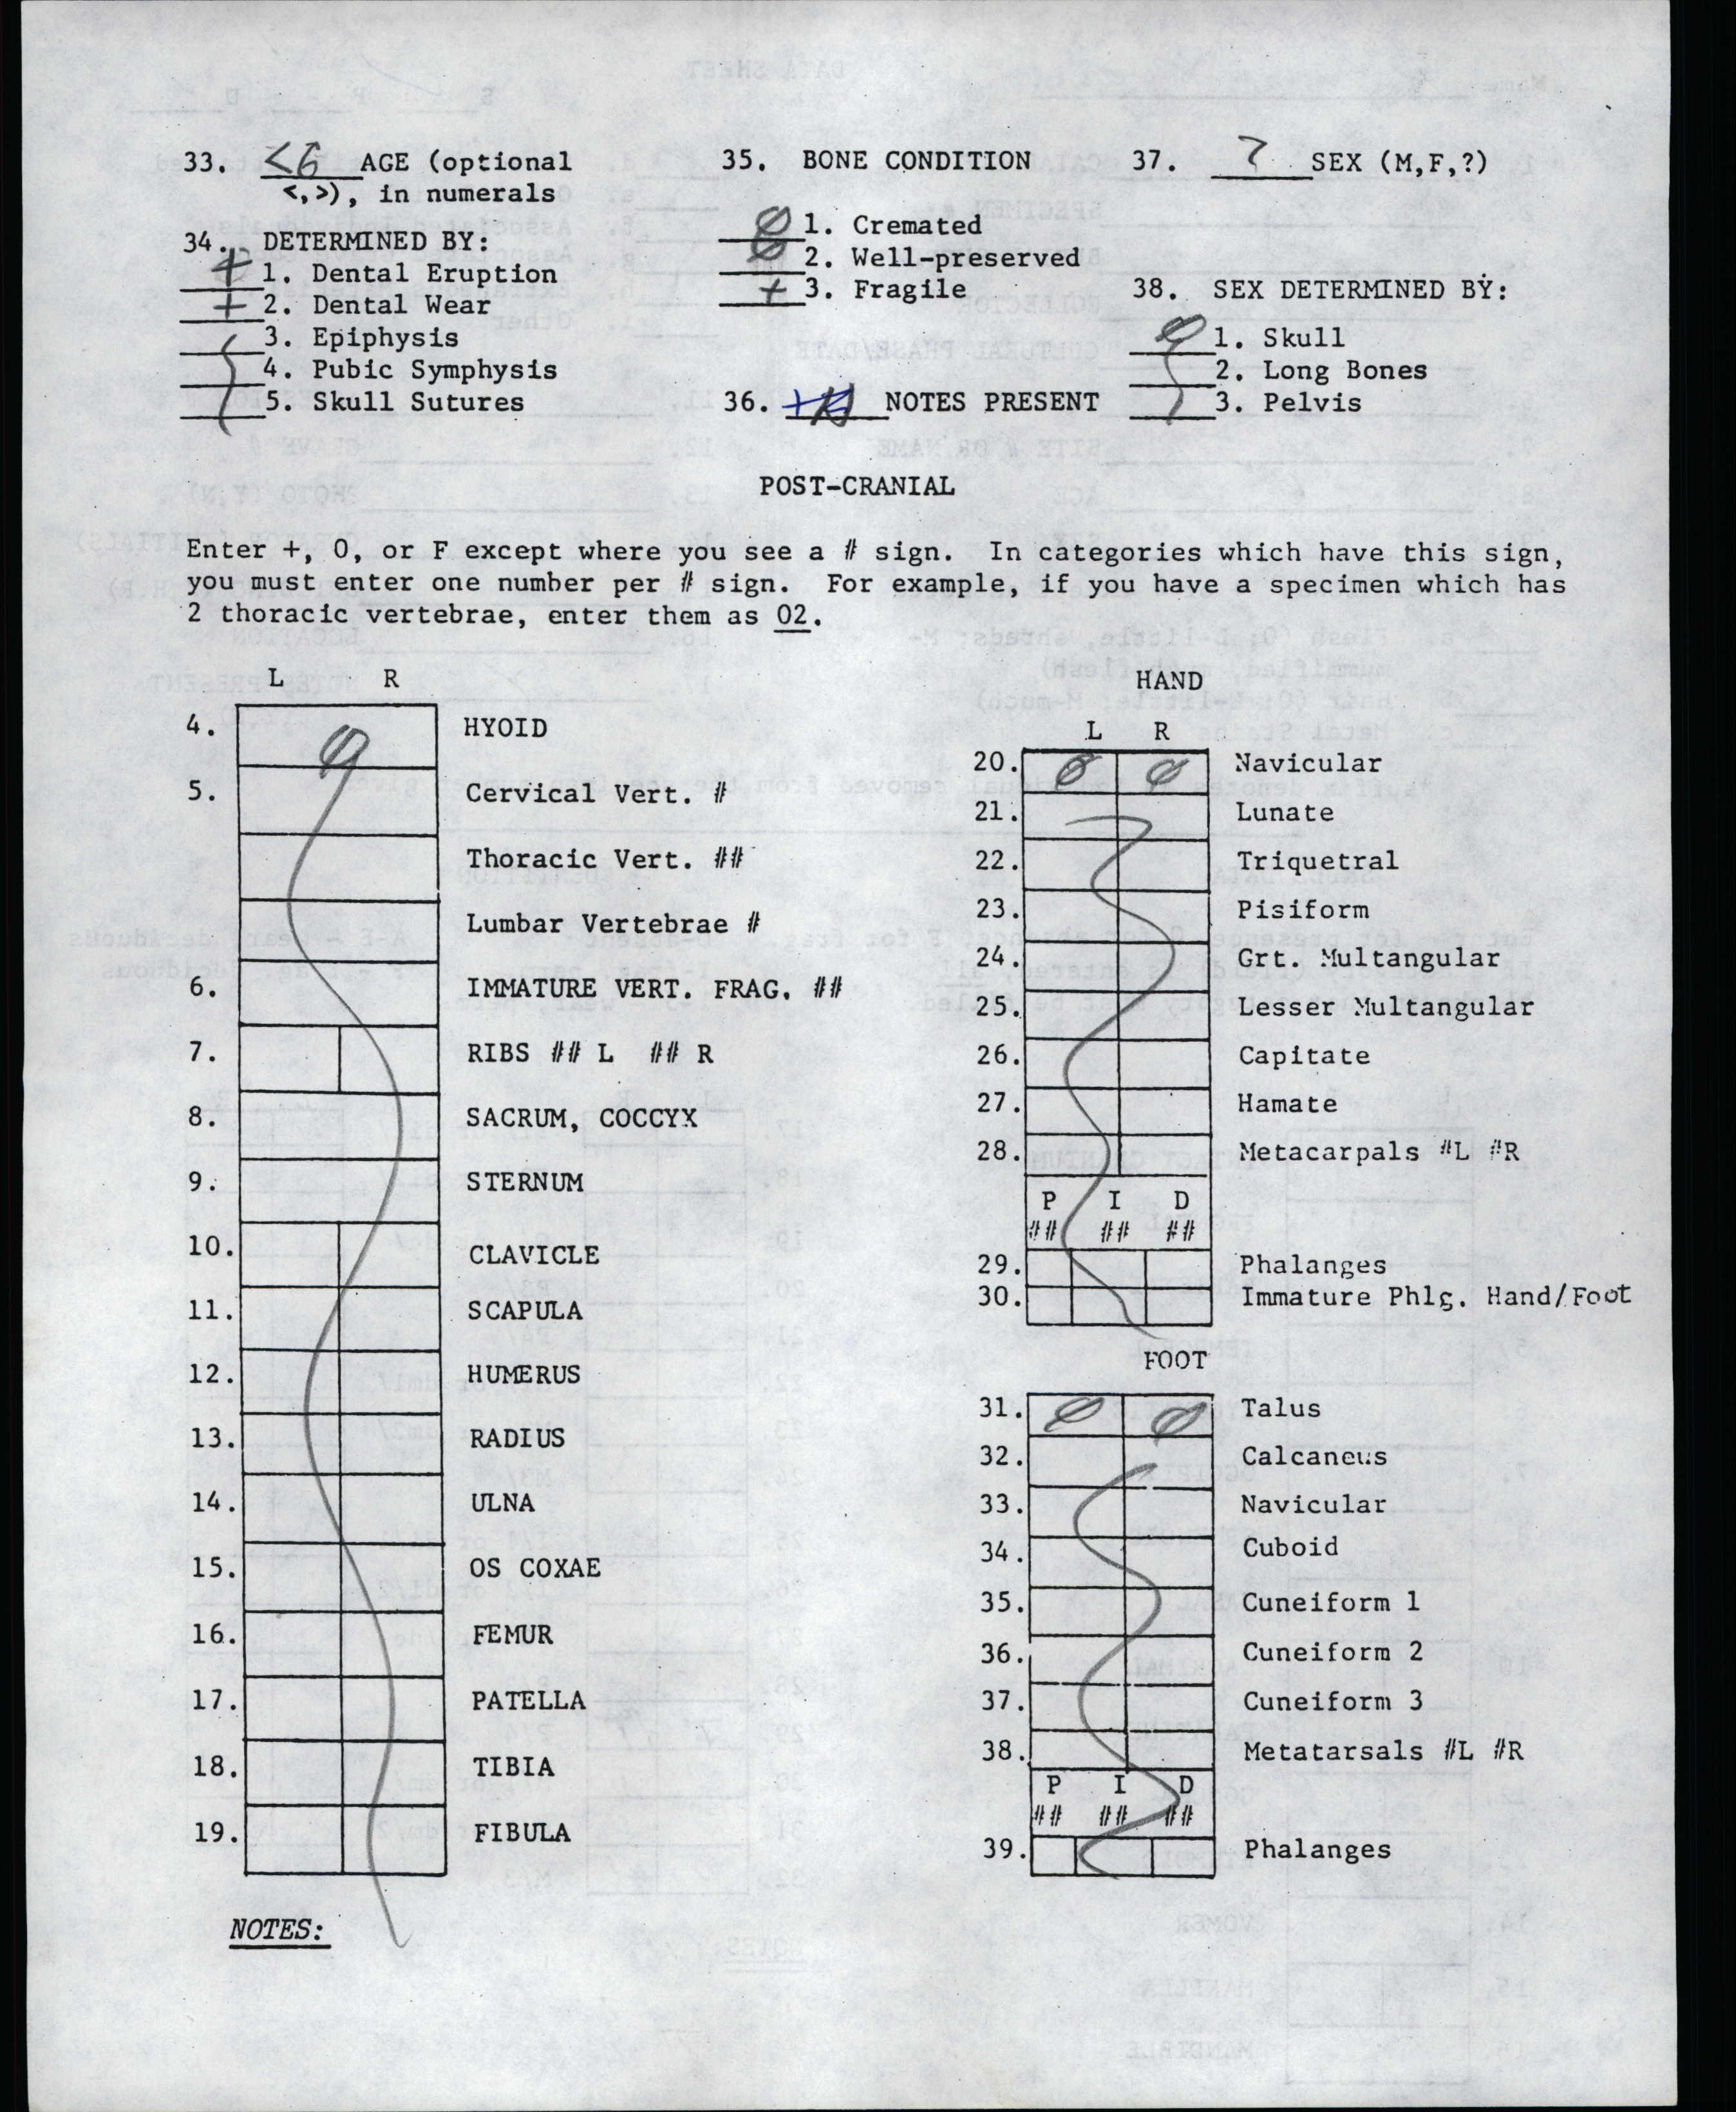 33. <6 AGE (optional
<,>), in numerals
34. DETERMINED BY:
+ 1. Dental Eruption
+ 2. Dental Wear
3. Epiphysis
4. Pubic Symphysis
5. Skull Sutures
35. BONE CONDITION
Ø 1. Cremated
Ø 2. Well-preserved
+ 3. Fragile
36. + NOTES PRESENT
37. ? SEX (M,F,?)
38. SEX DETERMINED BY:
Ø 1. Skull
2. Long Bones
3. Pelvis
POST-CRANIAL
Enter +, 0, or F except where you see a # sign. In categories which have this sign,
you must enter one number per # sign. For example, if you have a specimen which has
2 thoracic vertebrae, enter them as 02.
L R
4. Ø HYOID
5. Cervical Vert. #
Thoracic Vert. ##
Lumbar Vertebrae #
6. IMMATURE VERT. FRAG. ##
7. RIBS ## L ## R
8. SACRUM, COCCYX
9. STERNUM
10. CLAVICLE
11. SCAPULA
12. HUMERUS
13. RADIUS
14. ULNA
15. OS COXAE
16. FEMUR
17. PATELLA
18. TIBIA
19. FIBULA
NOTES:
HAND
L R
20. Ø Ø Navicular
21. Lunate
22. Triquetral
23. Pisiform
24. Grt. Multangular
25. Lesser Multangular
26. Capitate
27. Hamate
28. Metacarpals #L #R
P I D
## ## ##
29. Phalanges
30. Immature Phlg. Hand/Foot
FOOT
31. Ø Ø Talus
32. Calcaneus
33. Navicular
34. Cuboid
35. Cuneiform 1
36. Cuneiform 2
37. Cuneiform 3
38. Metatarsals #L #R
P I D
## ## ##
39. Phalanges